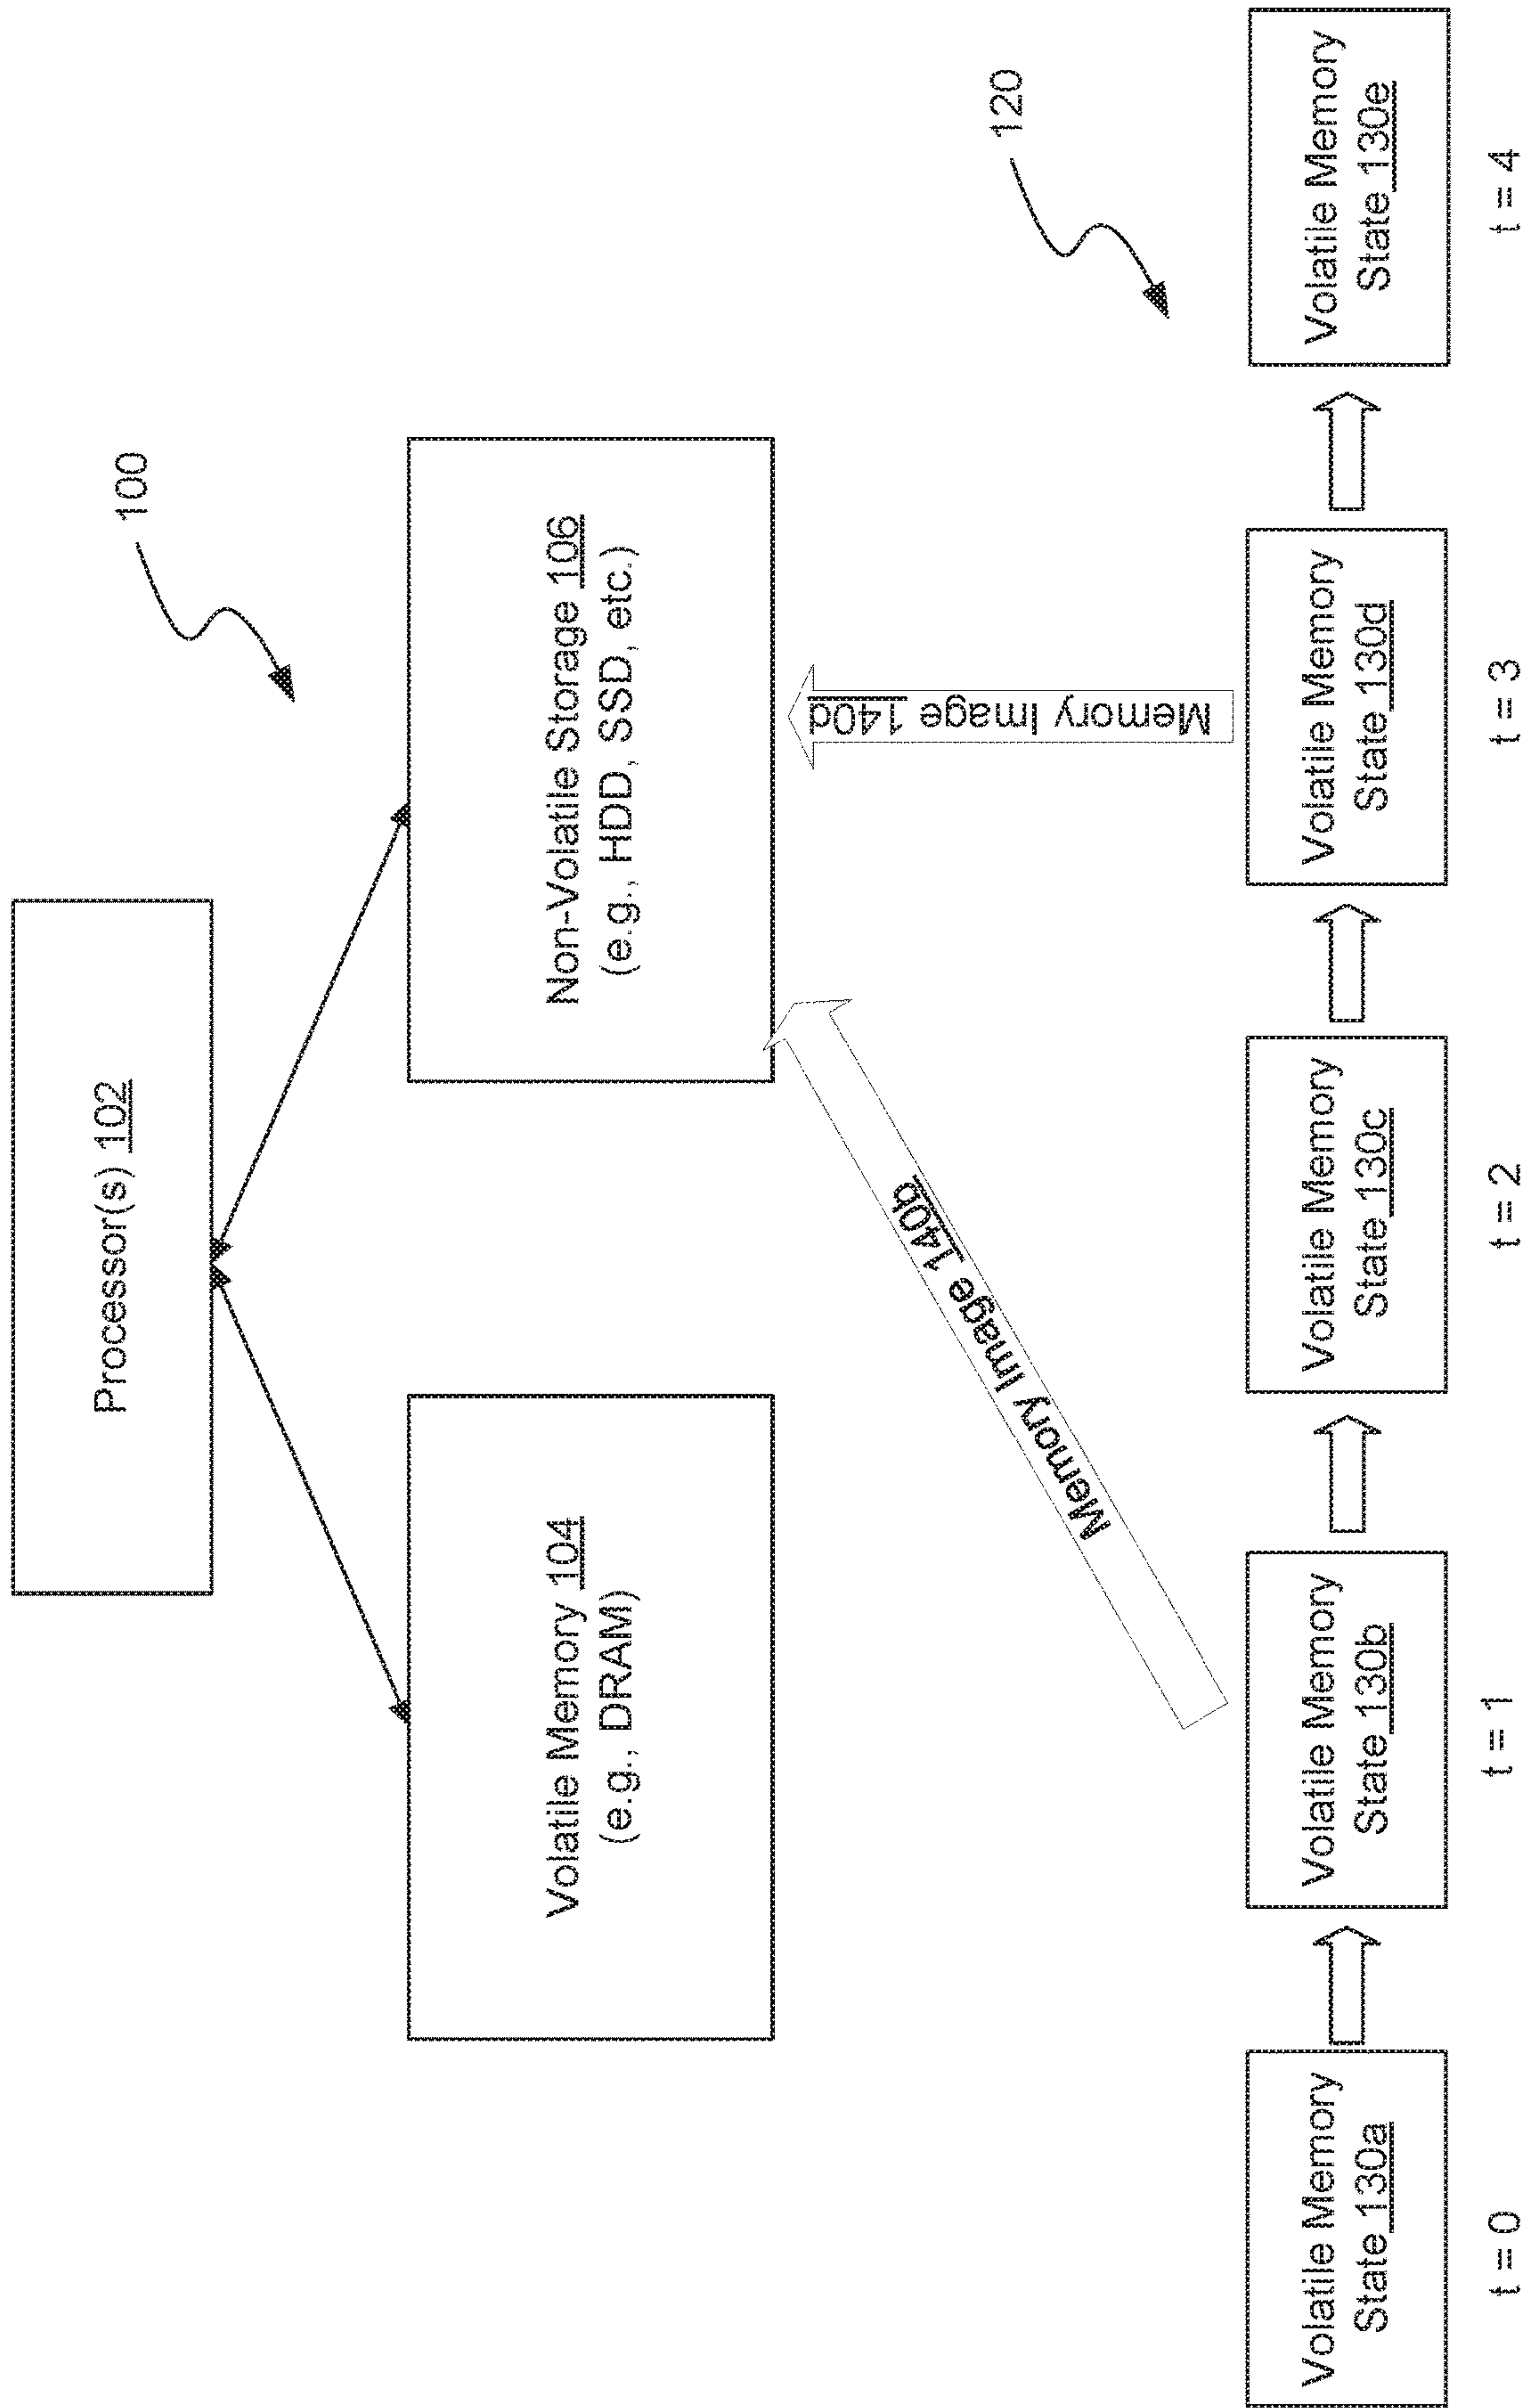 Processor(s) 102
100
Volatile Memory 104
(e.g., DRAM)
Non-Volatile Storage 106
(e.g., HDD, SSD, etc.)
120
Memory Image 140b
Memory Image 140d
Volatile Memory
State 130a
Volatile Memory
State 130b
Volatile Memory
State 130c
Volatile Memory
State 130d
Volatile Memory
State 130e
t = 0
t = 1
t = 2
t = 3
t = 4